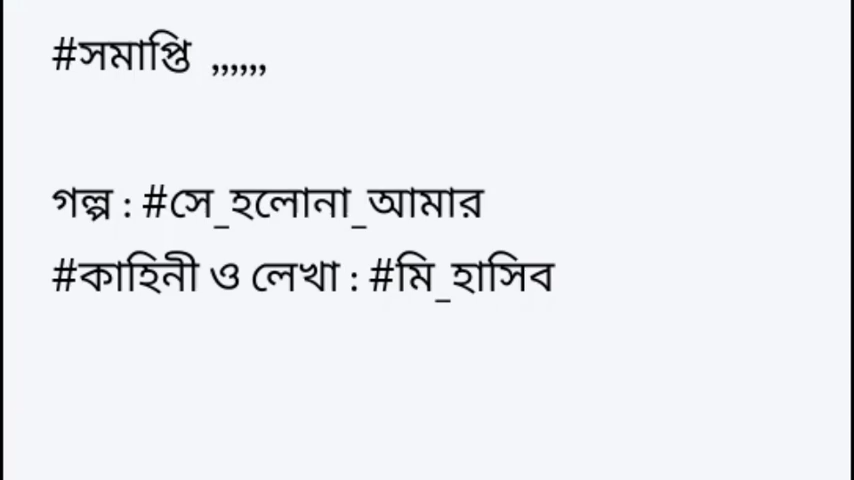 #সমাপ্তি ,,,,,,
গল্প : #সে_হলোনা_আমার
#কাহিনী ও লেখা : #মি_হাসিব